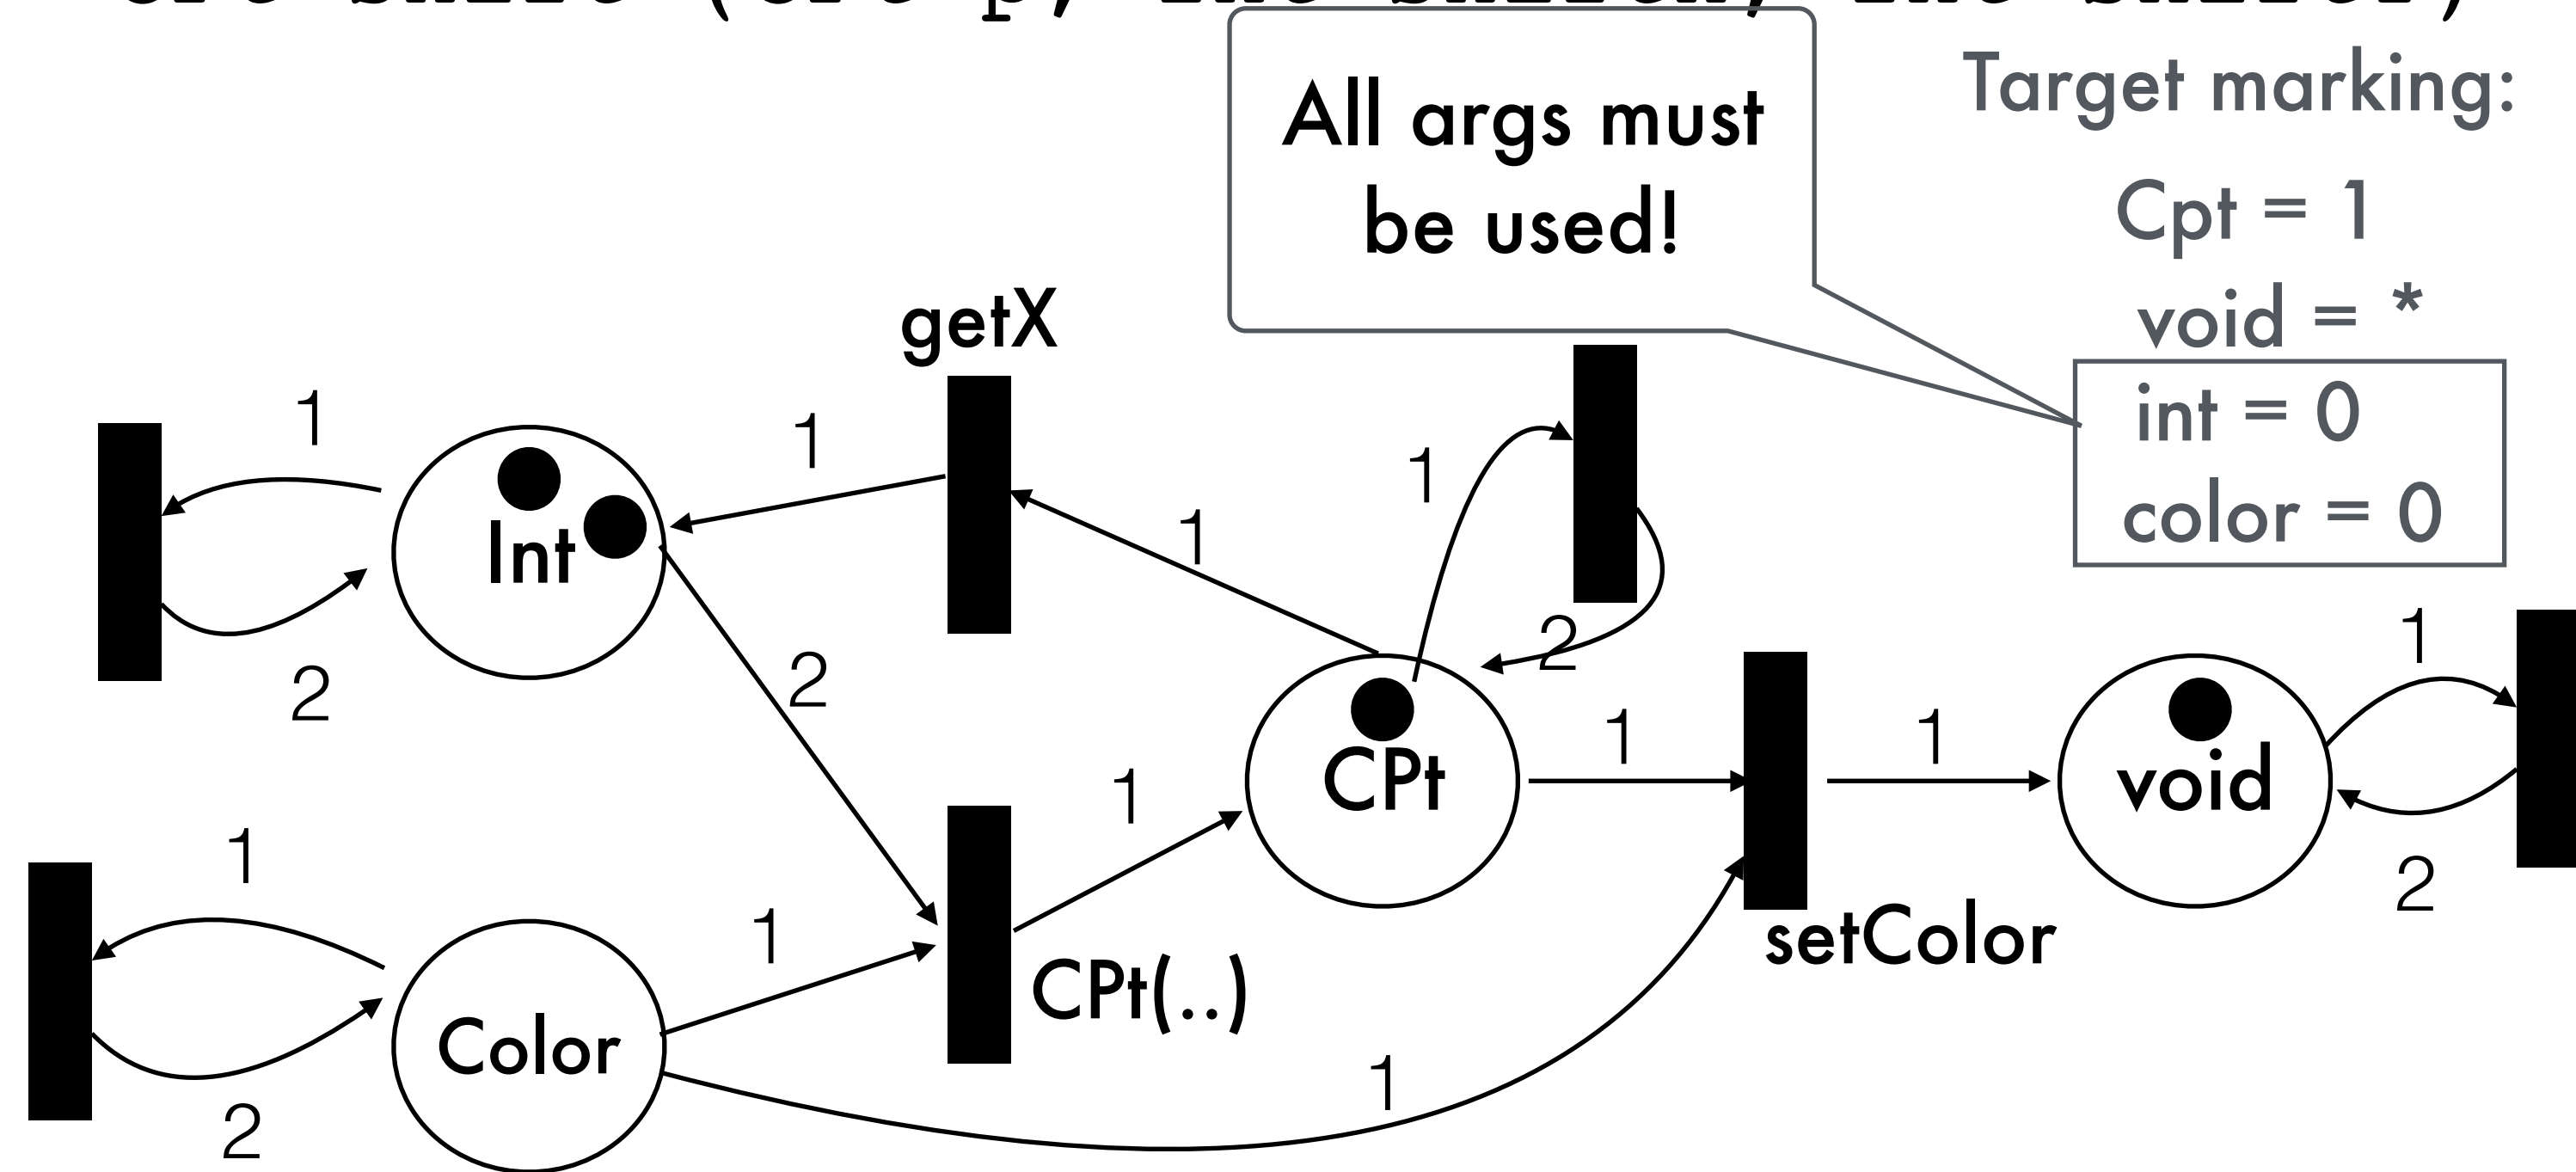 All args must
be used!
Target marking:
Cpt = 1
void = *
int = 0
color = 0
getX
1
1
1
1
Int
2
2
2
1
1
1
CPt
void
1
1
2
setColor
1
CPt(..)
Color
1
2